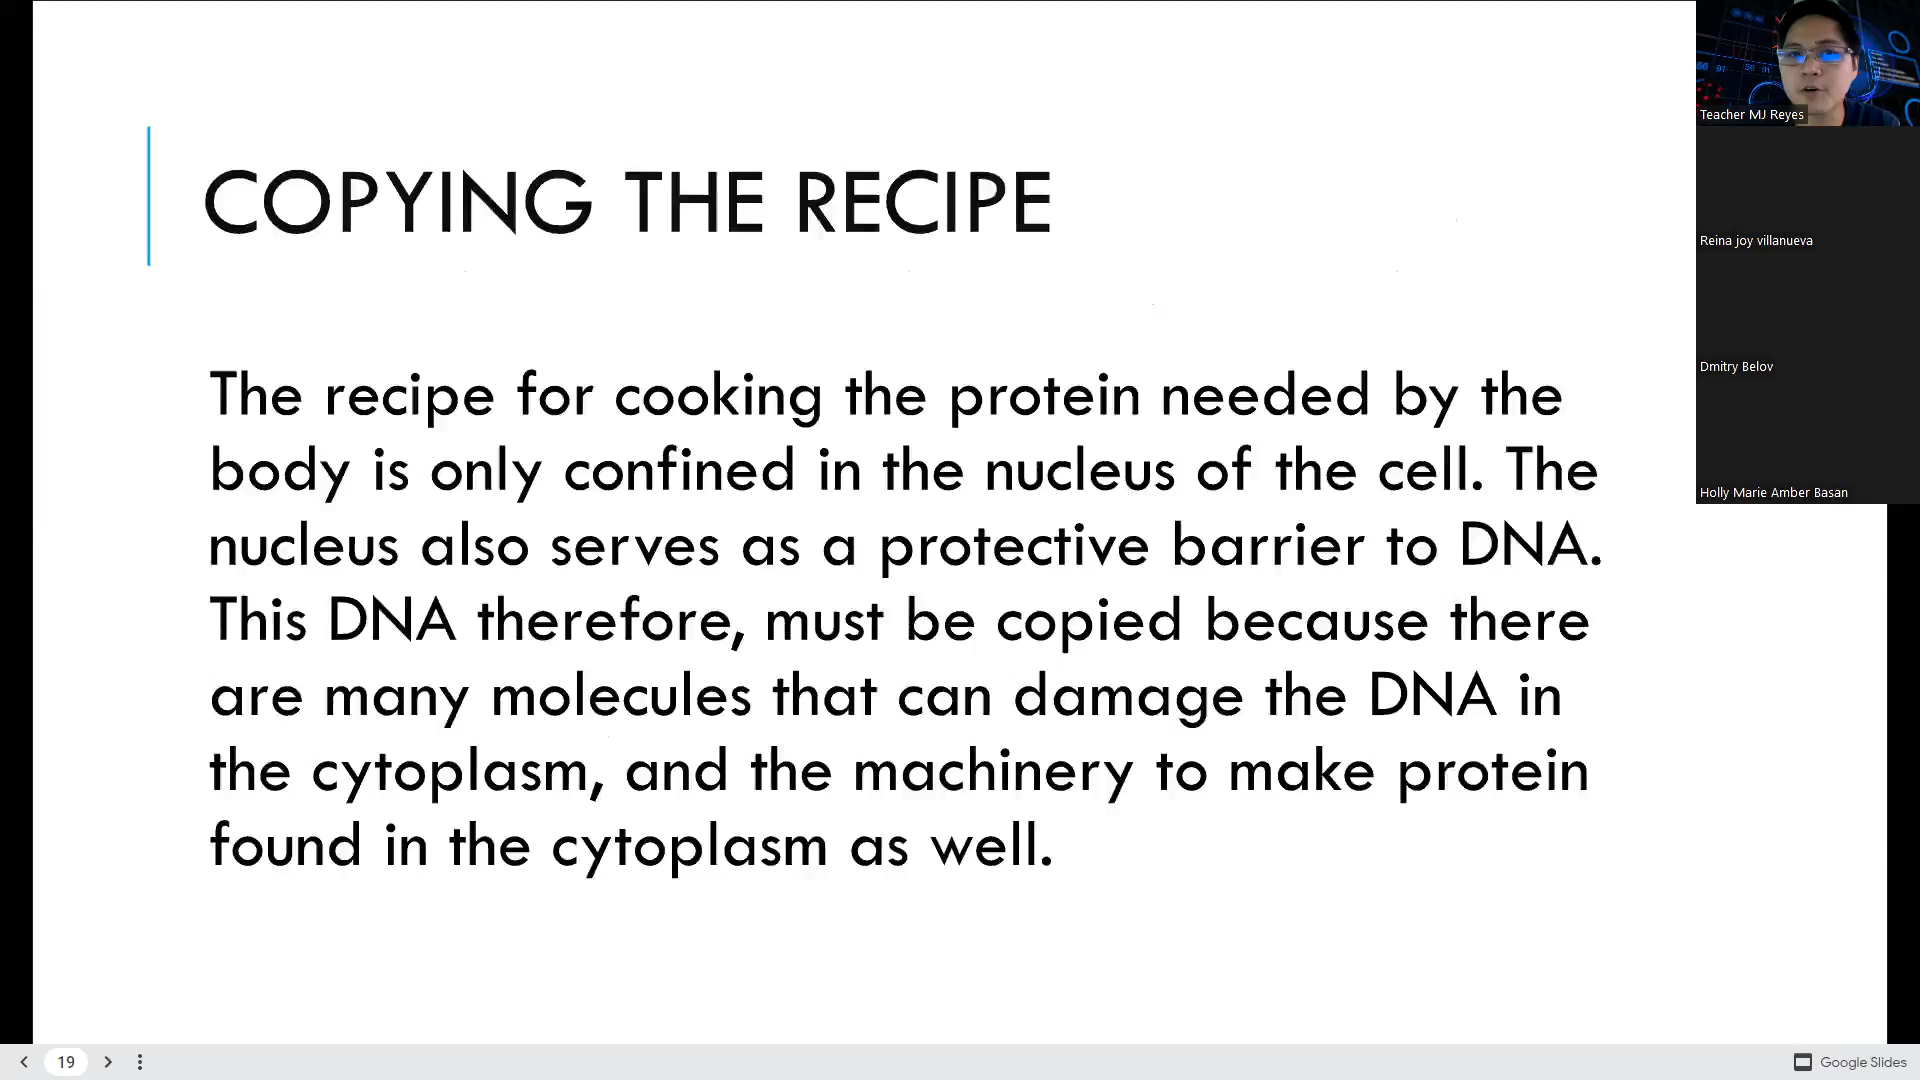 COPYING THE RECIPE
The recipe for cooking the protein needed by the
body is only confined in the nucleus of the cell. The
nucleus also serves as a protective barrier to DNA.
This DNA therefore, must be copied because there
are many molecules that can damage the DNA in
the cytoplasm, and the machinery to make protein
found in the cytoplasm as well.
Teacher MJ Reyes
Reina joy villanueva
Dmitry Belov
Holly Marie Amber Basan
19
Google Slides